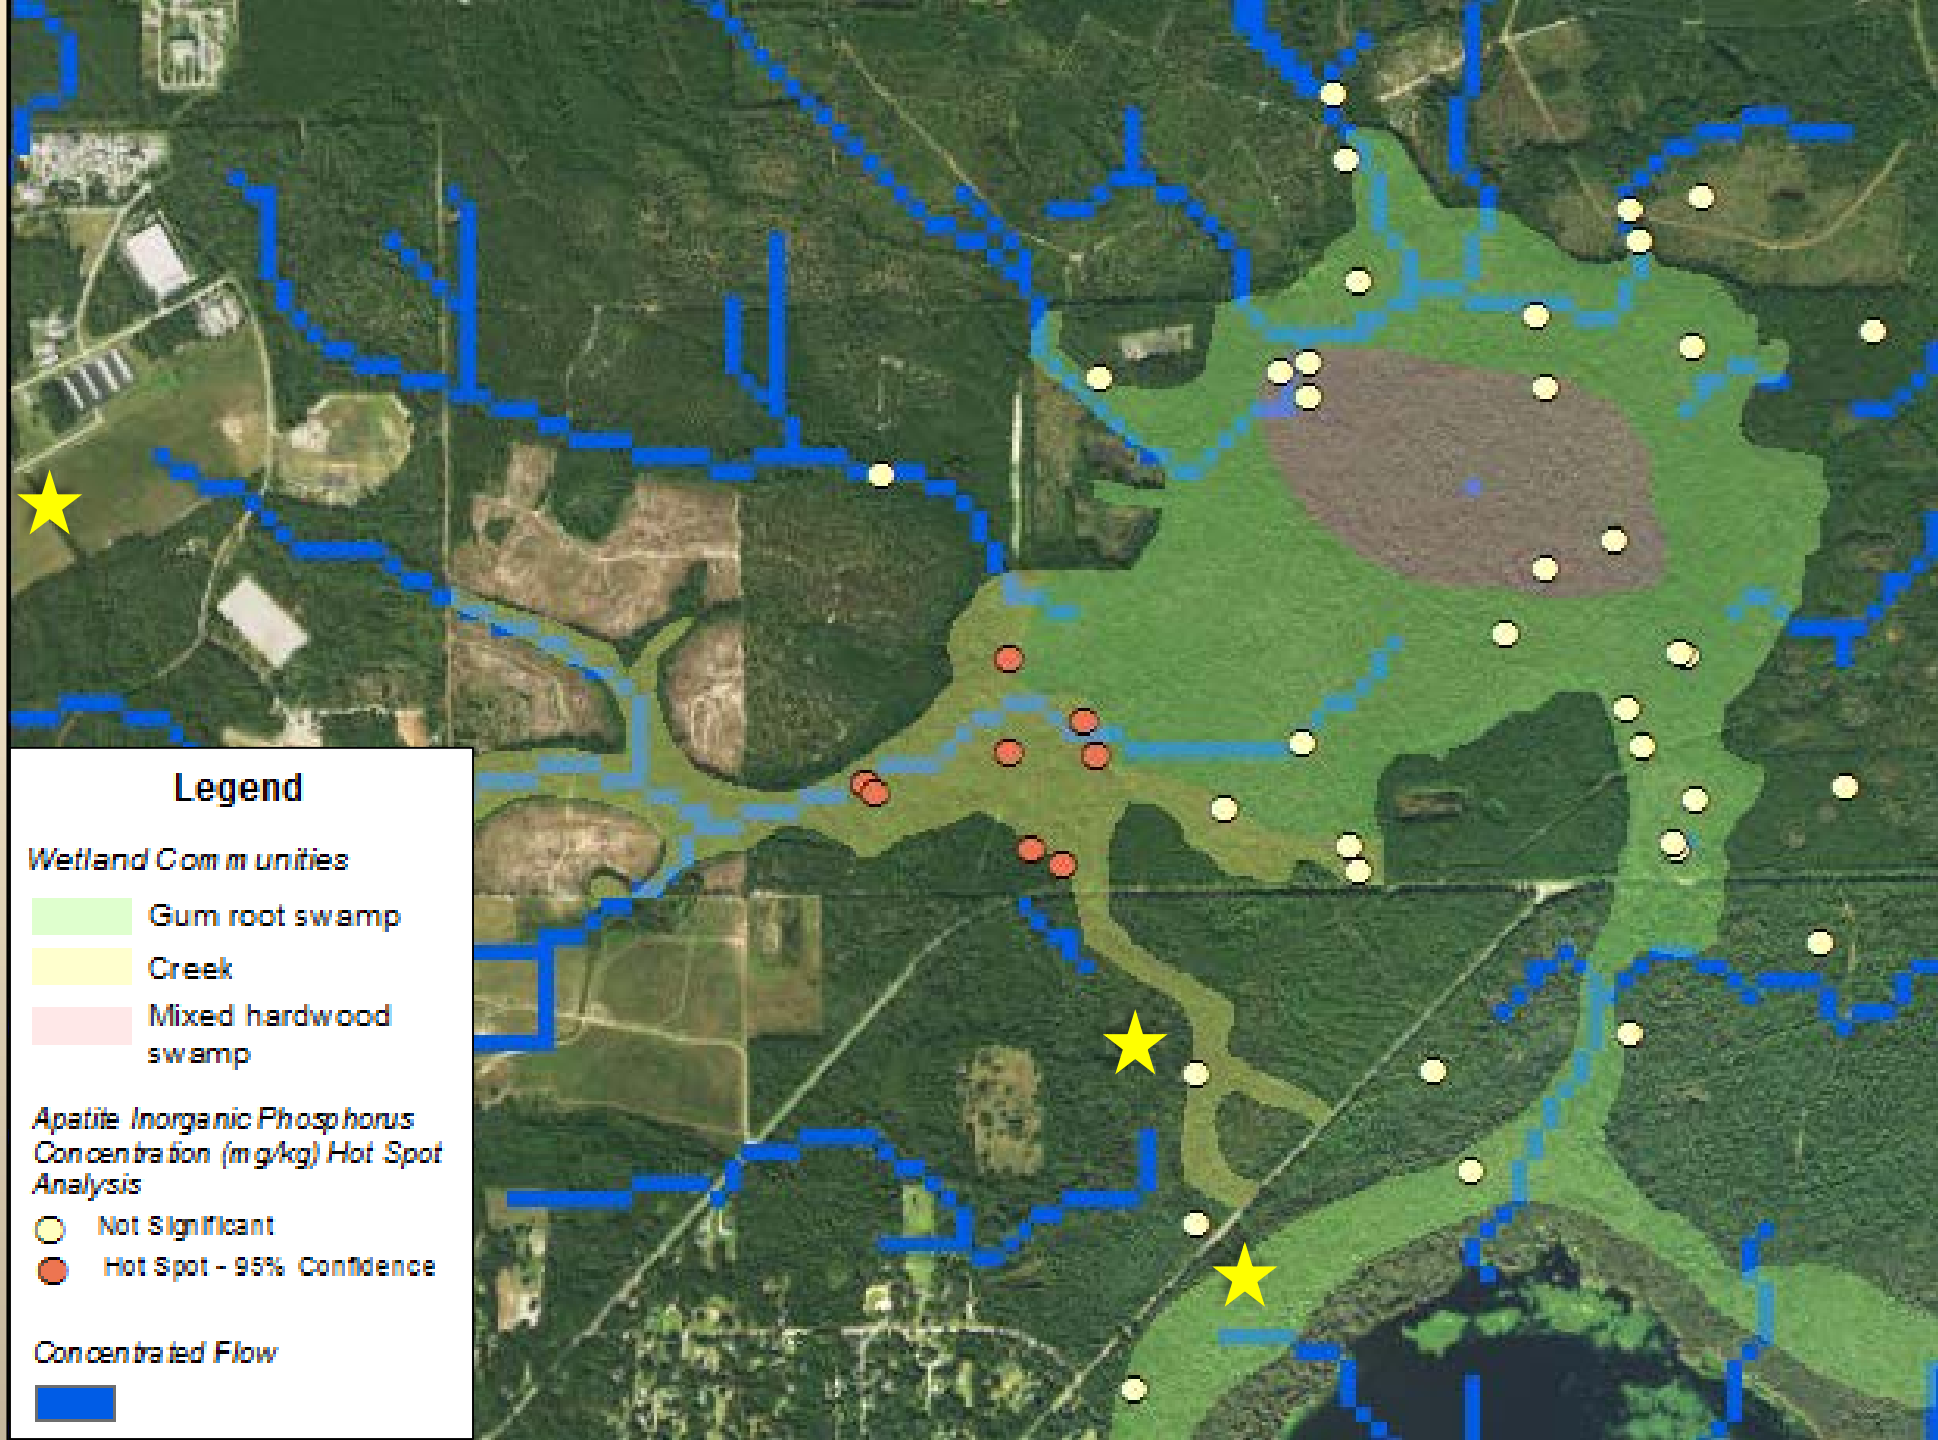 Legend
Wetland Communities
Gum root swamp
Creek
Mixed hardwood
swamp
Apatite Inorganic Phosphorus
Concentration (mg/kg) Hot Spot
Analysis
Not Significant
Hot Spot - 95% Confidence
Concentrated Flow